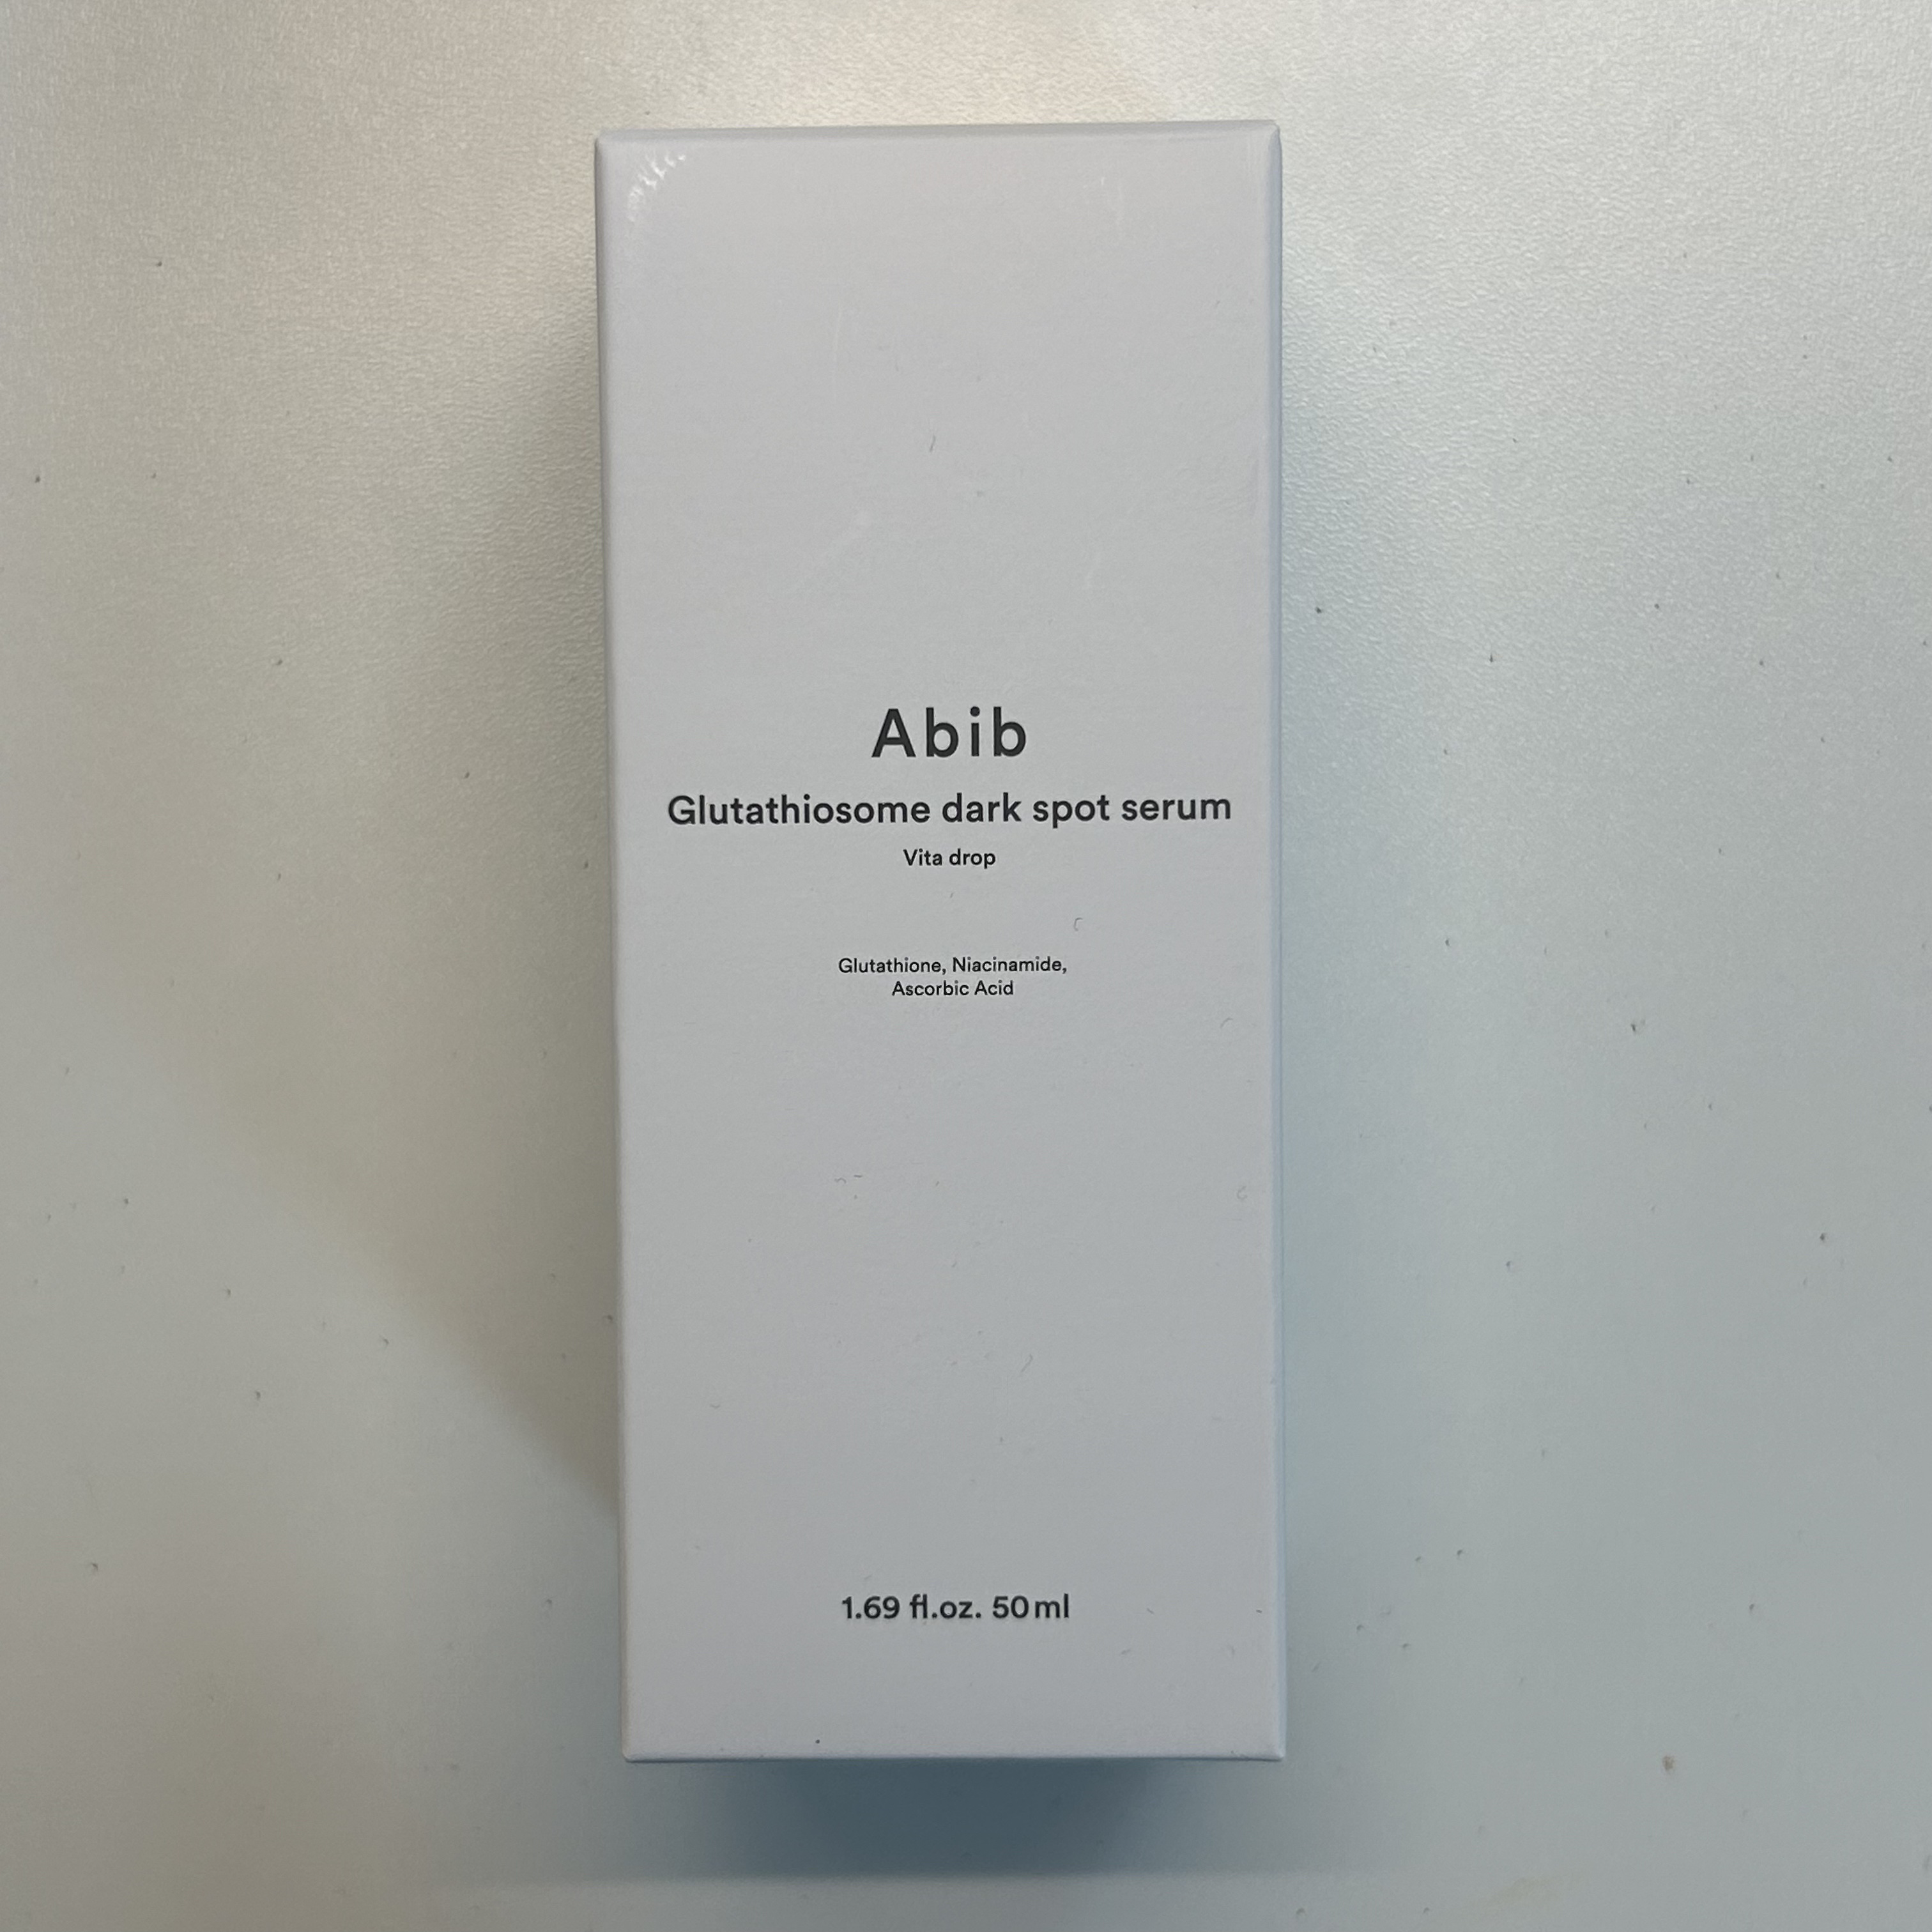 Abib
Glutathiosome dark spot serum
Vita drop
Glutathione, Niacinamide,
Ascorbic Acid
1.69 fl.oz. 50ml